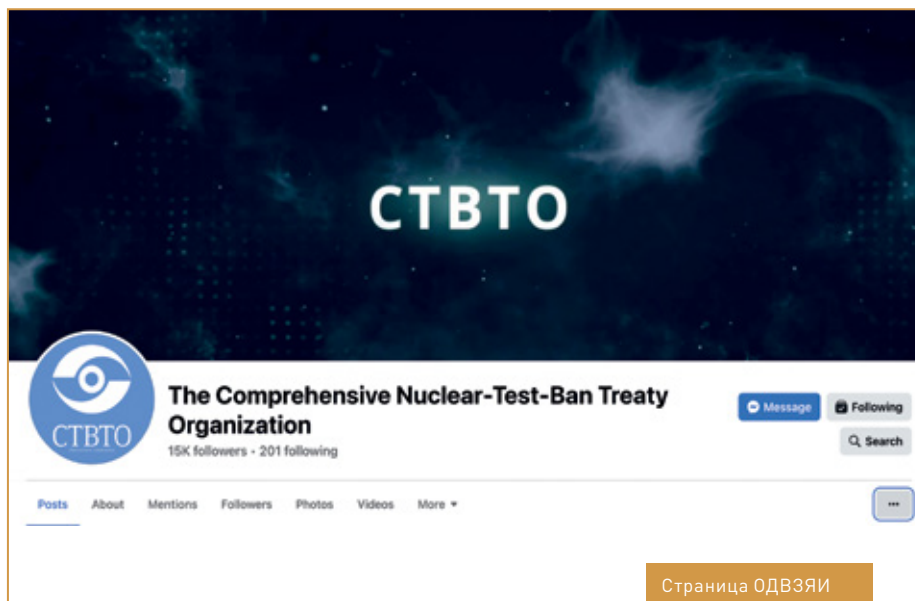 CTBTO
CTBTO
The Comprehensive Nuclear-Test-Ban Treaty
Organization
15K followers • 201 following
Message
Following
Search
Posts About Mentions Followers Photos Videos More
Страница ОДВЗЯИ